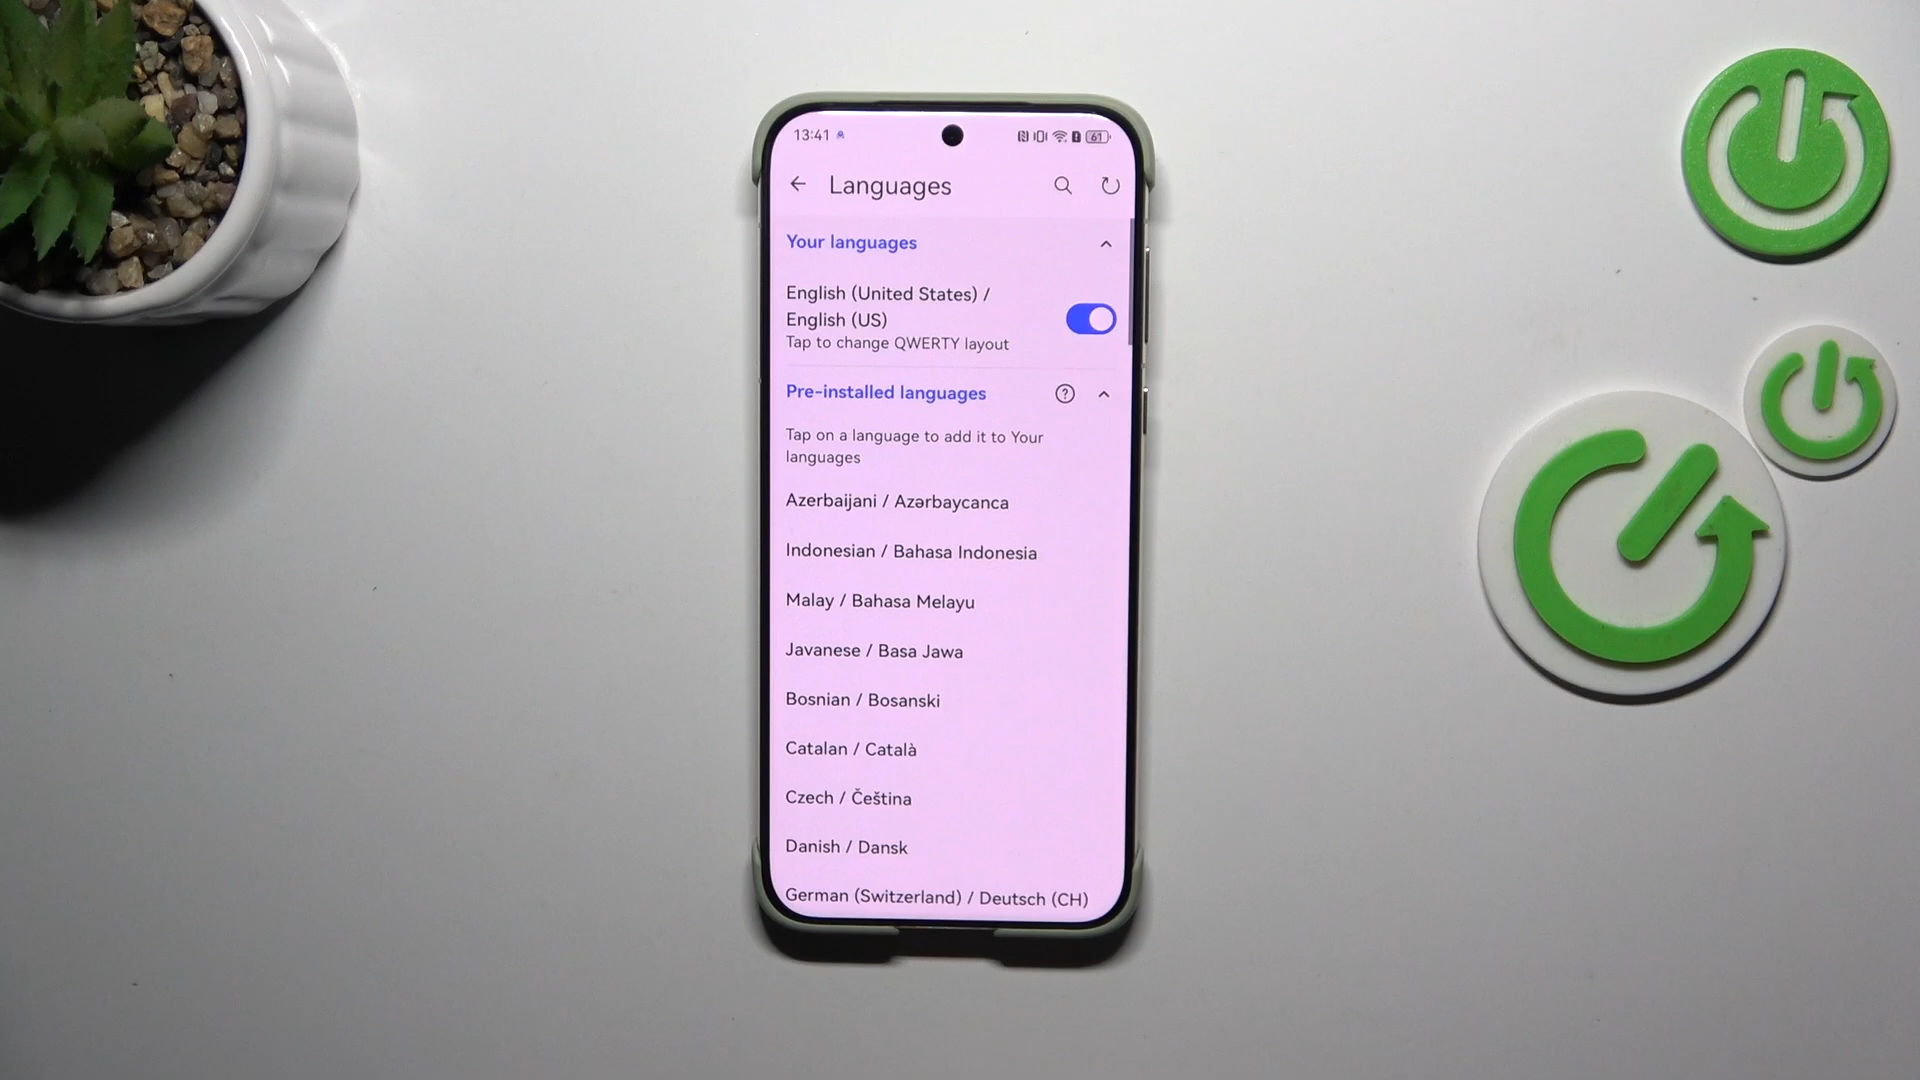 13:41
61
Languages
Your languages
English (United States) /
English (US)
Tap to change QWERTY layout
Pre-installed languages
Tap on a language to add it to Your
languages
Azerbaijani / Azərbaycanca
Indonesian / Bahasa Indonesia
Malay / Bahasa Melayu
Javanese / Basa Jawa
Bosnian / Bosanski
Catalan / Català
Czech / Čeština
Danish / Dansk
German (Switzerland) / Deutsch (CH)